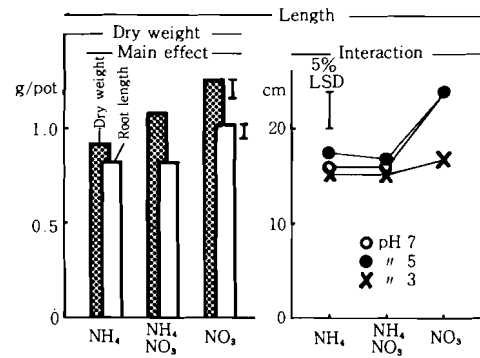 Length
Dry weight
Main effect
Interaction
g/pot
Dry weight
Root length
1.0
0.5
0
NH₄
NH₄
NO₃
NO₃
cm
5%
LSD
20
10
0
pH 7
〃 5
〃 3
NH₄
NH₄
NO₃
NO₃